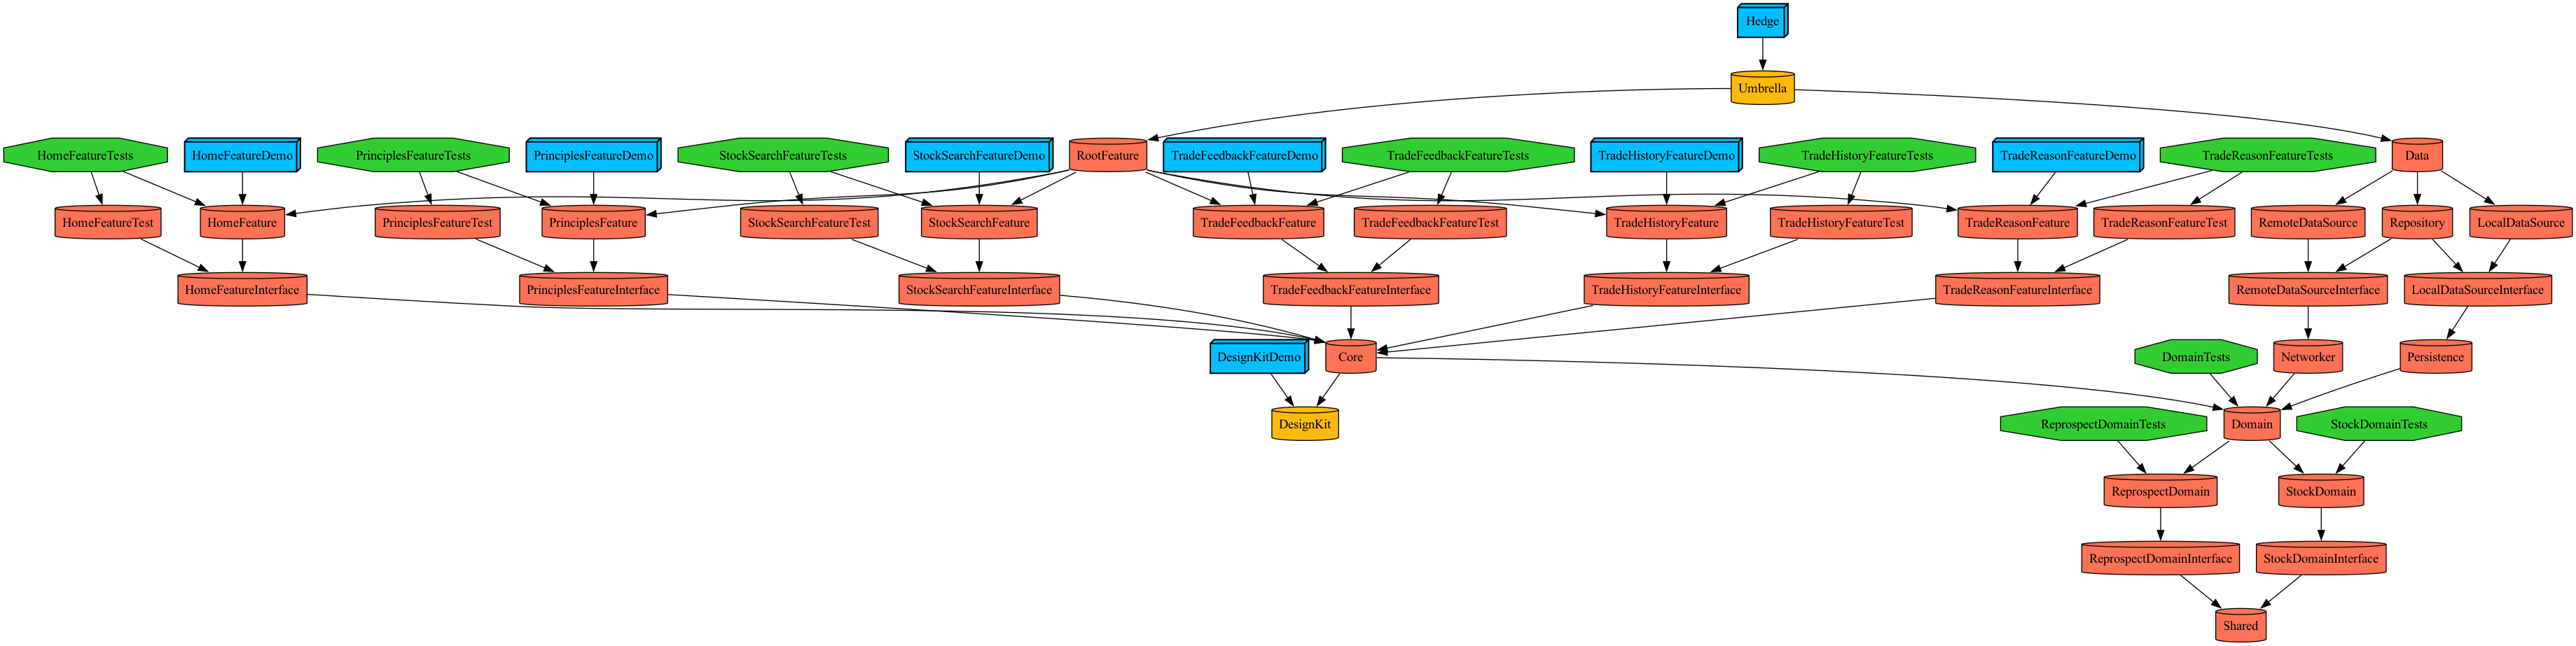 Hedge
Umbrella
HomeFeatureTests
HomeFeatureDemo
PrinciplesFeatureTests
PrinciplesFeatureDemo
StockSearchFeatureTests
StockSearchFeatureDemo
RootFeature
TradeFeedbackFeatureDemo
TradeFeedbackFeatureTests
TradeHistoryFeatureDemo
TradeHistoryFeatureTests
TradeReasonFeatureDemo
TradeReasonFeatureTests
Data
HomeFeatureTest
HomeFeature
PrinciplesFeatureTest
PrinciplesFeature
StockSearchFeatureTest
StockSearchFeature
TradeFeedbackFeature
TradeFeedbackFeatureTest
TradeHistoryFeature
TradeHistoryFeatureTest
TradeReasonFeature
TradeReasonFeatureTest
RemoteDataSource
Repository
LocalDataSource
HomeFeatureInterface
PrinciplesFeatureInterface
StockSearchFeatureInterface
TradeFeedbackFeatureInterface
TradeHistoryFeatureInterface
TradeReasonFeatureInterface
RemoteDataSourceInterface
LocalDataSourceInterface
DesignKitDemo
Core
DomainTests
Networker
Persistence
DesignKit
ReprospectDomainTests
Domain
StockDomainTests
ReprospectDomain
StockDomain
ReprospectDomainInterface
StockDomainInterface
Shared